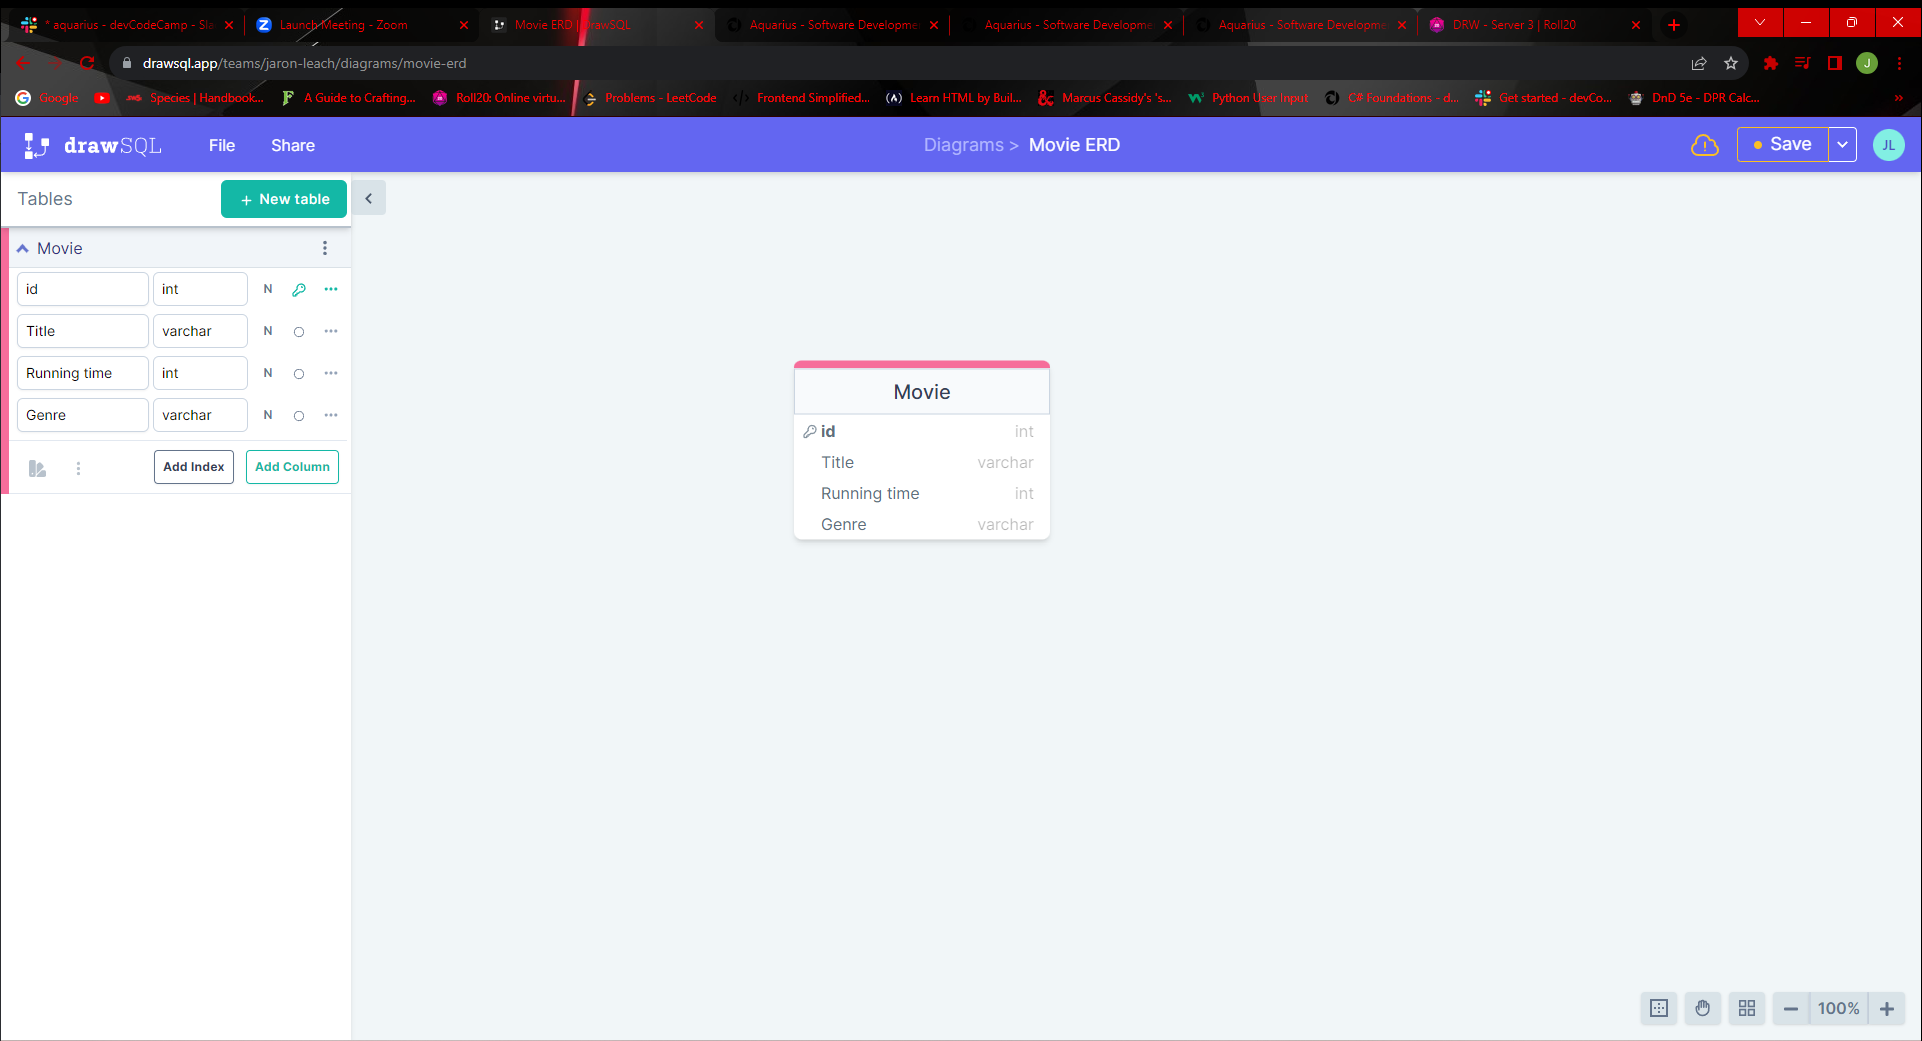 * aquarius - devCodeCamp - Sla
Launch Meeting - Zoom
Movie ERD | DrawSQL
Aquarius - Software Developme
Aquarius - Software Developme
Aquarius - Software Developme
DRW - Server 3 | Roll20
drawsql.app/teams/jaron-leach/diagrams/movie-erd
J
Google
Species | Handbook...
A Guide to Crafting...
Roll20: Online virtu...
Problems - LeetCode
Frontend Simplified...
Learn HTML by Buil...
Marcus Cassidy's 's...
Python User Input
C# Foundations - d...
Get started - devCo...
DnD 5e - DPR Calc...
drawSQL
File
Share
Diagrams > Movie ERD
Save
JL
Tables
+ New table
Movie
id int N
Title varchar N
Running time int N
Genre varchar N
Add Index
Add Column
Movie
id int
Title varchar
Running time int
Genre varchar
100%